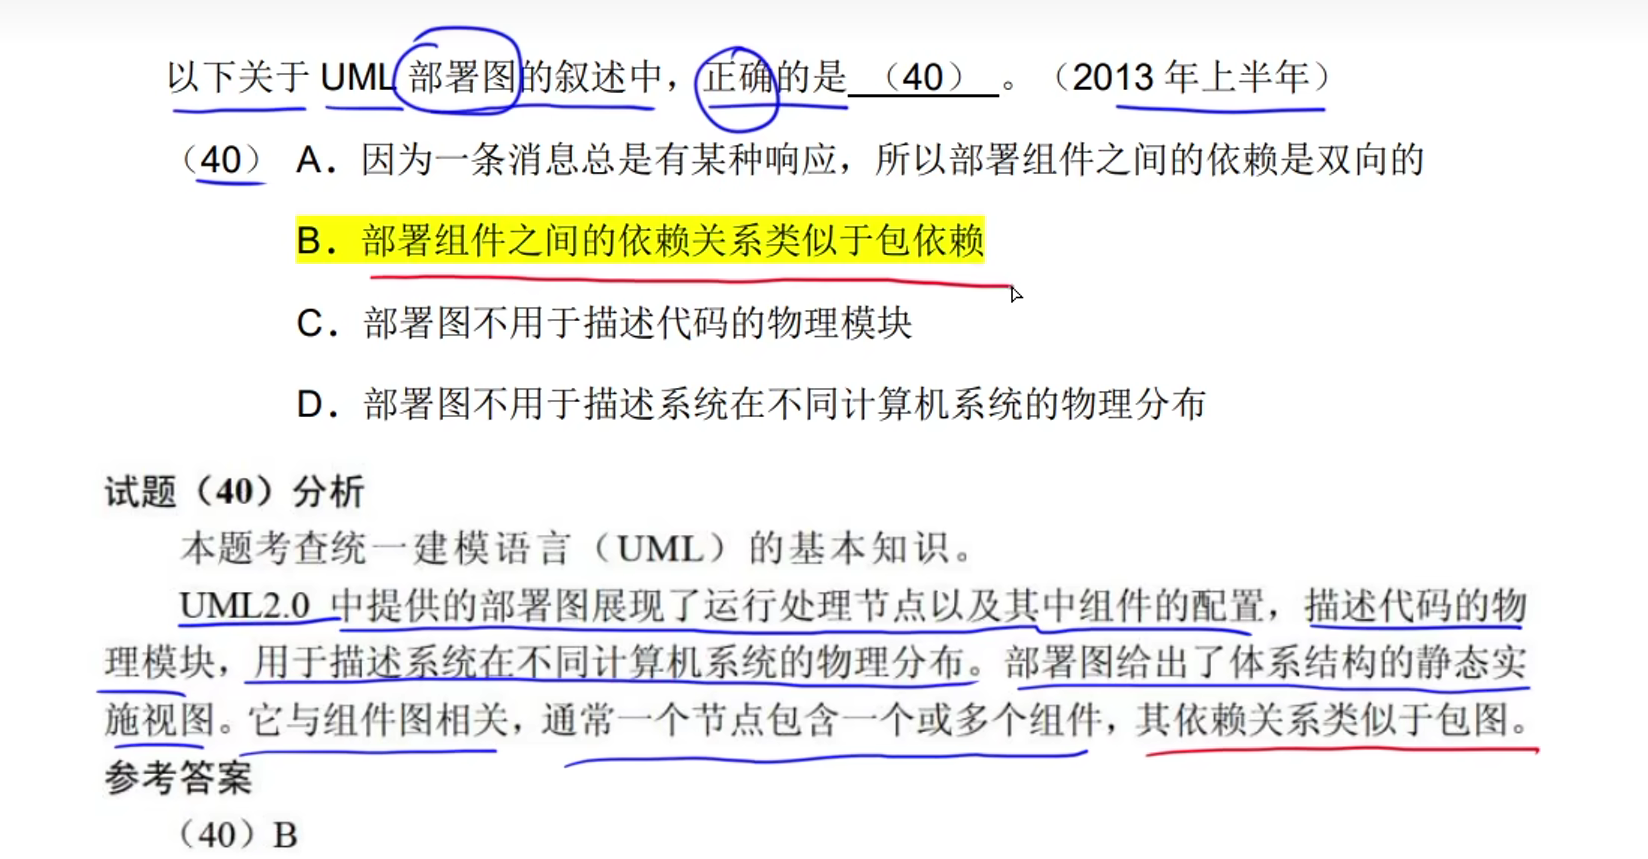 以下关于 UML 部署图的叙述中，正确的是 （40） 。（2013 年上半年）
（40） A. 因为一条消息总是有某种响应，所以部署组件之间的依赖是双向的
B. 部署组件之间的依赖关系类似于包依赖
C. 部署图不用于描述代码的物理模块
D. 部署图不用于描述系统在不同计算机系统的物理分布
试题（40）分析
本题考查统一建模语言（UML）的基本知识。
UML2.0 中提供的部署图展现了运行处理节点以及其中组件的配置，描述代码的物
理模块，用于描述系统在不同计算机系统的物理分布。部署图给出了体系结构的静态实
施视图。它与组件图相关，通常一个节点包含一个或多个组件，其依赖关系类似于包图。
参考答案
（40）B